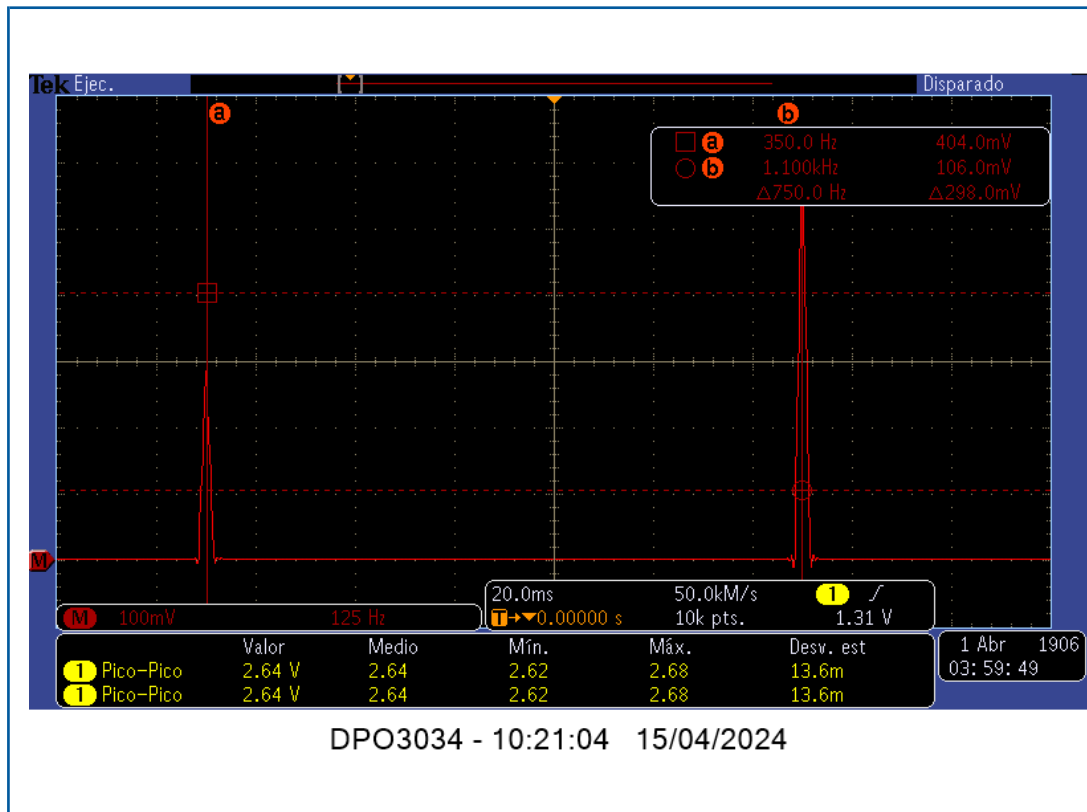 Tek Ejec. [ ] Disparado
a b
a 350.0 Hz 404.0mV
b 1.100kHz 106.0mV
△750.0 Hz △298.0mV
M
M 100mV 125 Hz
20.0ms 50.0kM/s 1 ∫
T→▼0.00000 s 10k pts. 1.31 V
Valor Medio Mín. Máx. Desv. est
1 Pico-Pico 2.64 V 2.64 2.62 2.68 13.6m
1 Pico-Pico 2.64 V 2.64 2.62 2.68 13.6m
1 Abr 1906
03:59:49
DPO3034 - 10:21:04 15/04/2024